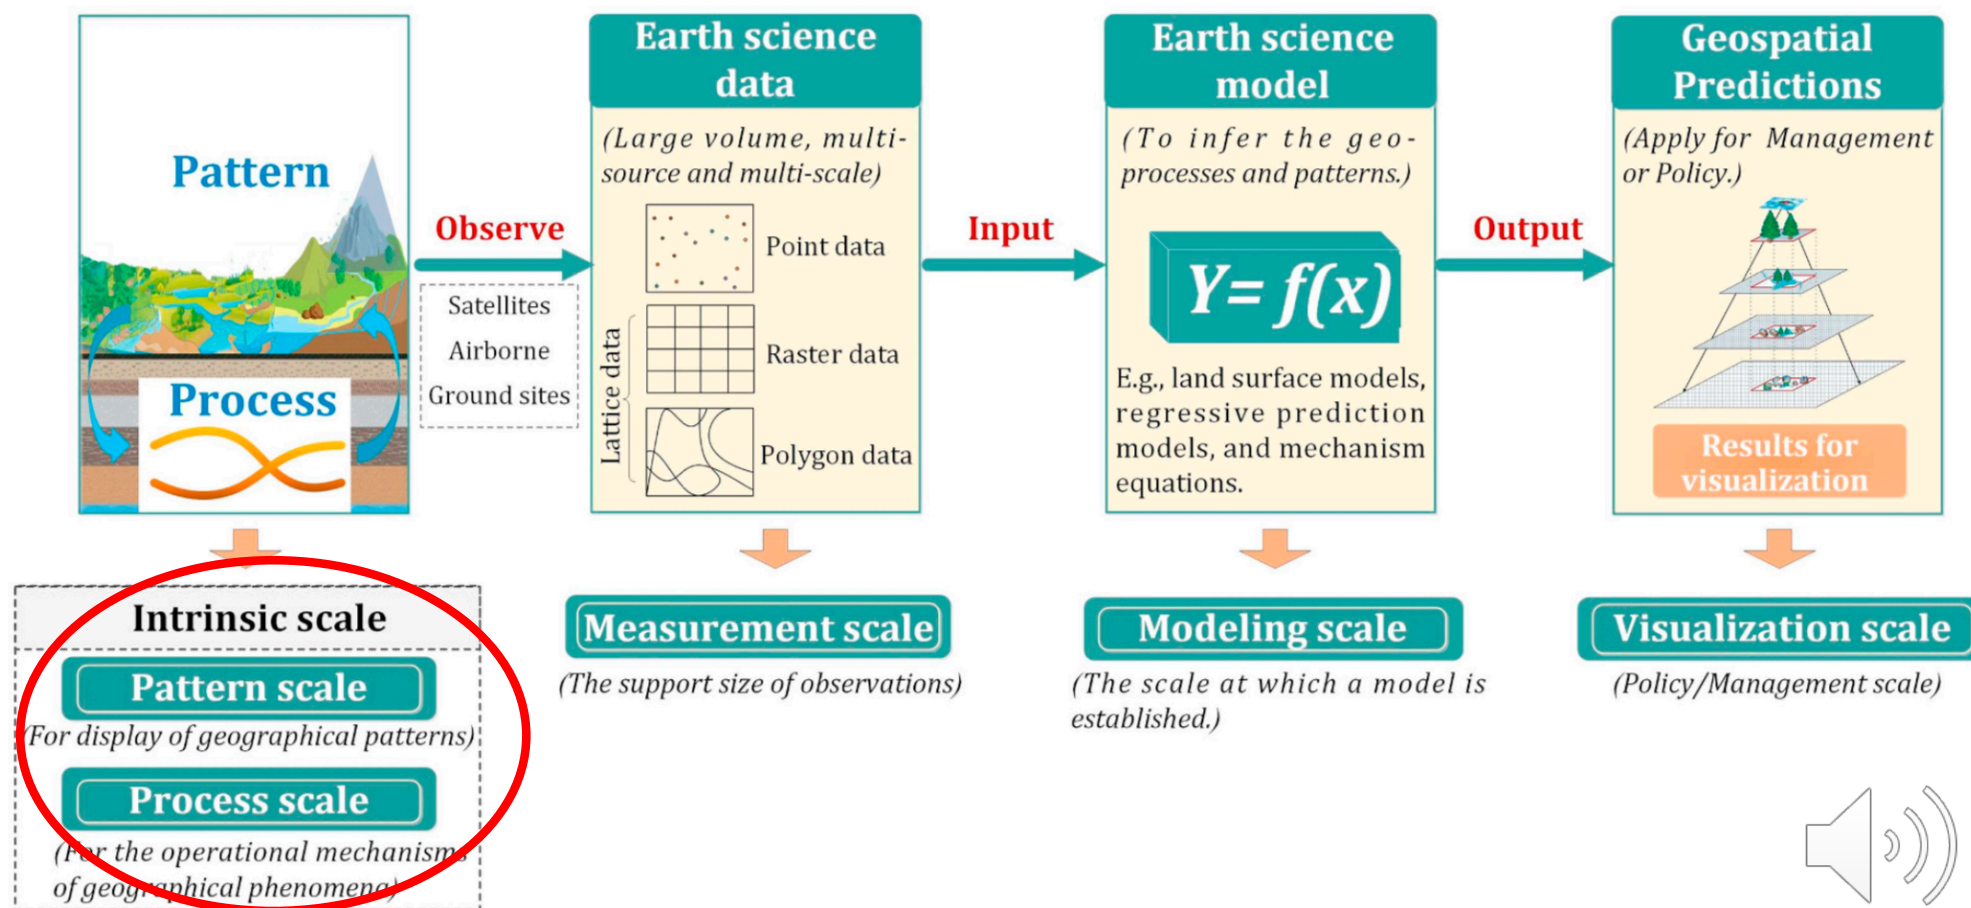 Pattern
Process
Observe
Satellites
Airborne
Ground sites
Earth science
data
(Large volume, multi-
source and multi-scale)
Point data
Lattice data
Raster data
Polygon data
Input
Earth science
model
(To infer the geo-
processes and patterns.)
Y= f(x)
E.g., land surface models,
regressive prediction
models, and mechanism
equations.
Output
Geospatial
Predictions
(Apply for Management
or Policy.)
Results for
visualization
Intrinsic scale
Pattern scale
(For display of geographical patterns)
Process scale
(For the operational mechanisms
of geographical phenomena)
Measurement scale
(The support size of observations)
Modeling scale
(The scale at which a model is
established.)
Visualization scale
(Policy/Management scale)